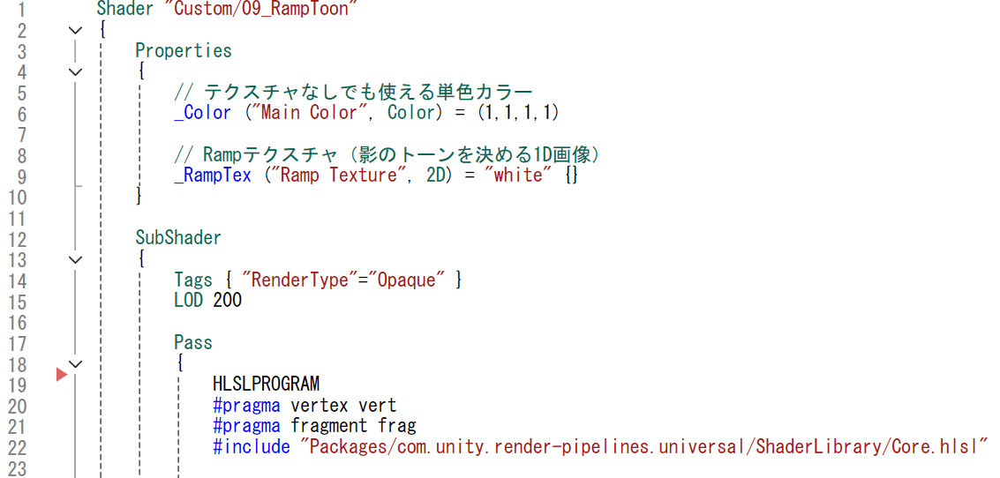 1 Shader "Custom/09_RampToon"
2 {
3 Properties
4 {
5 // テクスチャなしでも使える単色カラー
6 _Color ("Main Color", Color) = (1,1,1,1)
7
8 // Rampテクスチャ（影のトーンを決める1D画像）
9 _RampTex ("Ramp Texture", 2D) = "white" {}
10 }
11
12 SubShader
13 {
14 Tags { "RenderType"="Opaque" }
15 LOD 200
16
17 Pass
18 {
19 HLSLPROGRAM
20 #pragma vertex vert
21 #pragma fragment frag
22 #include "Packages/com.unity.render-pipelines.universal/ShaderLibrary/Core.hlsl"
23